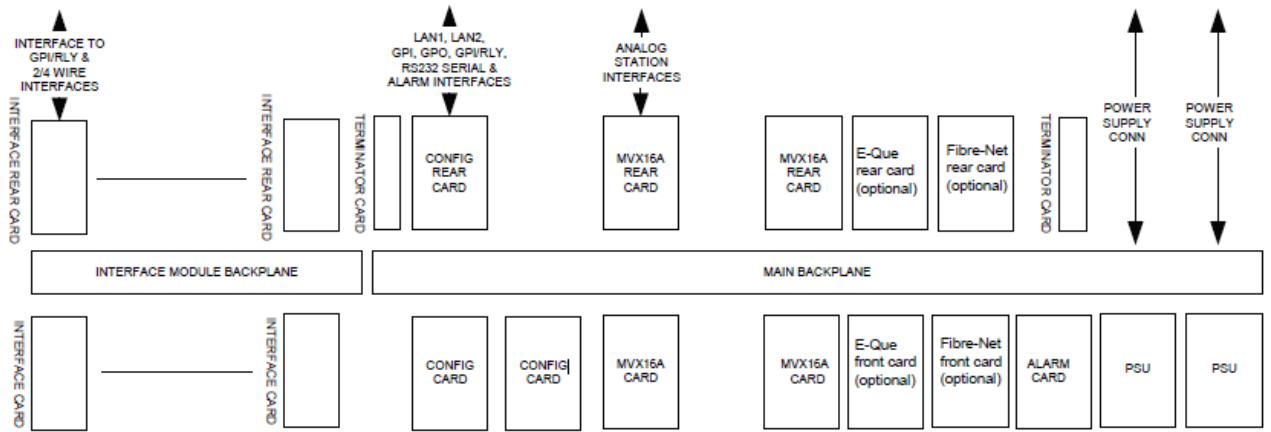 INTERFACE TO
GPI/RLY &
2/4 WIRE
INTERFACES
LAN1, LAN2,
GPI, GPO, GPI/RLY,
RS232 SERIAL &
ALARM INTERFACES
ANALOG
STATION
INTERFACES
POWER
SUPPLY
CONN
POWER
SUPPLY
CONN
INTERFACE REAR CARD
INTERFACE REAR CARD
TERMINATOR CARD
CONFIG
REAR
CARD
MVX16A
REAR
CARD
MVX16A
REAR
CARD
E-Que
rear card
(optional)
Fibre-Net
rear card
(optional)
TERMINATOR CARD
INTERFACE MODULE BACKPLANE
MAIN BACKPLANE
INTERFACE CARD
INTERFACE CARD
CONFIG
CARD
CONFIG
CARD
MVX16A
CARD
MVX16A
CARD
E-Que
front card
(optional)
Fibre-Net
front card
(optional)
ALARM
CARD
PSU
PSU